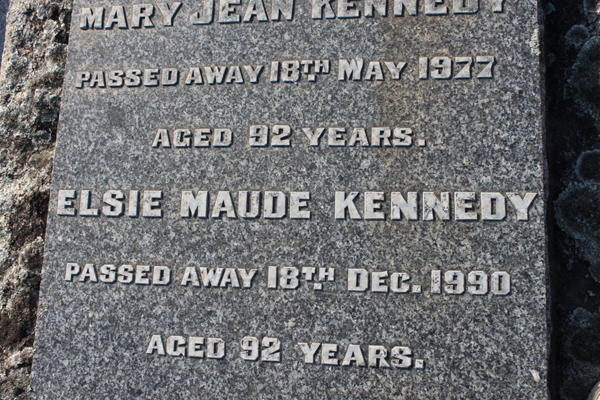 MARY JEAN KENNEDY
PASSED AWAY 18TH MAY 1977
AGED 92 YEARS.
ELSIE MAUDE KENNEDY
PASSED AWAY 18TH DEC. 1990
AGED 92 YEARS.